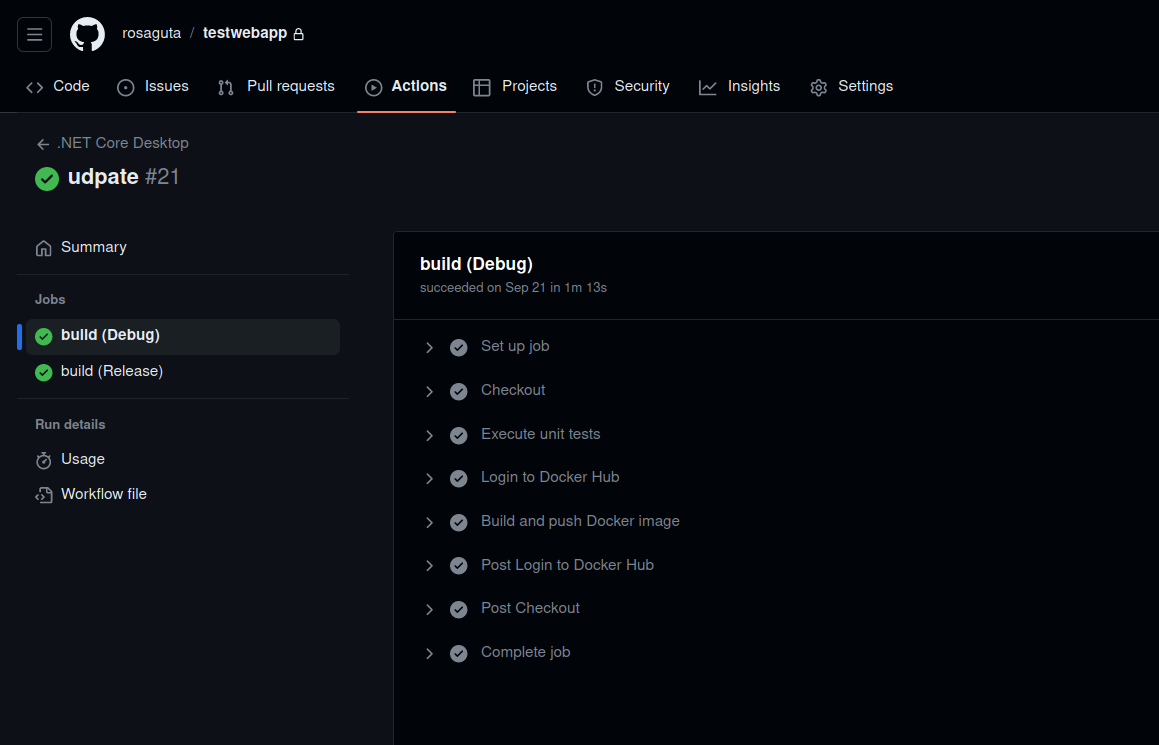 rosaguta / testwebapp
Code Issues Pull requests Actions Projects Security Insights Settings
.NET Core Desktop
udpate #21
Summary
Jobs
build (Debug)
build (Release)
Run details
Usage
Workflow file
build (Debug)
succeeded on Sep 21 in 1m 13s
Set up job
Checkout
Execute unit tests
Login to Docker Hub
Build and push Docker image
Post Login to Docker Hub
Post Checkout
Complete job